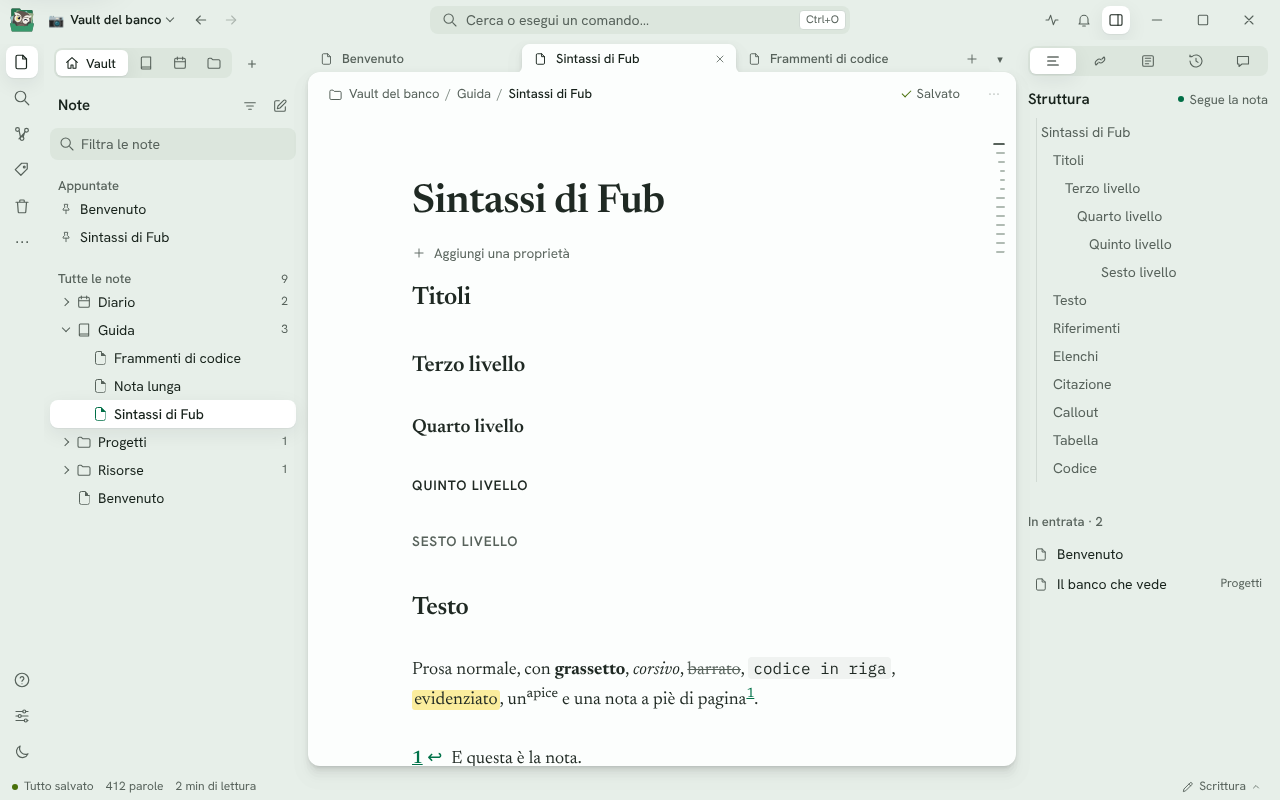 Vault del banco
Cerca o esegui un comando...
Ctrl+O
Vault
Benvenuto
Sintassi di Fub
Frammenti di codice
Note
Filtra le note
Appuntate
Benvenuto
Sintassi di Fub
Tutte le note 9
Diario 2
Guida 3
Frammenti di codice
Nota lunga
Sintassi di Fub
Progetti 1
Risorse 1
Benvenuto
Vault del banco / Guida / Sintassi di Fub
Salvato
Sintassi di Fub
Aggiungi una proprietà
Titoli
Terzo livello
Quarto livello
QUINTO LIVELLO
SESTO LIVELLO
Testo
Prosa normale, con grassetto, corsivo, barrato, codice in riga,
evidenziato, unapice e una nota a piè di pagina1.
1 ↩ E questa è la nota.
Struttura
Segue la nota
Sintassi di Fub
Titoli
Terzo livello
Quarto livello
Quinto livello
Sesto livello
Testo
Riferimenti
Elenchi
Citazione
Callout
Tabella
Codice
In entrata · 2
Benvenuto
Il banco che vede Progetti
Tutto salvato 412 parole 2 min di lettura
Scrittura